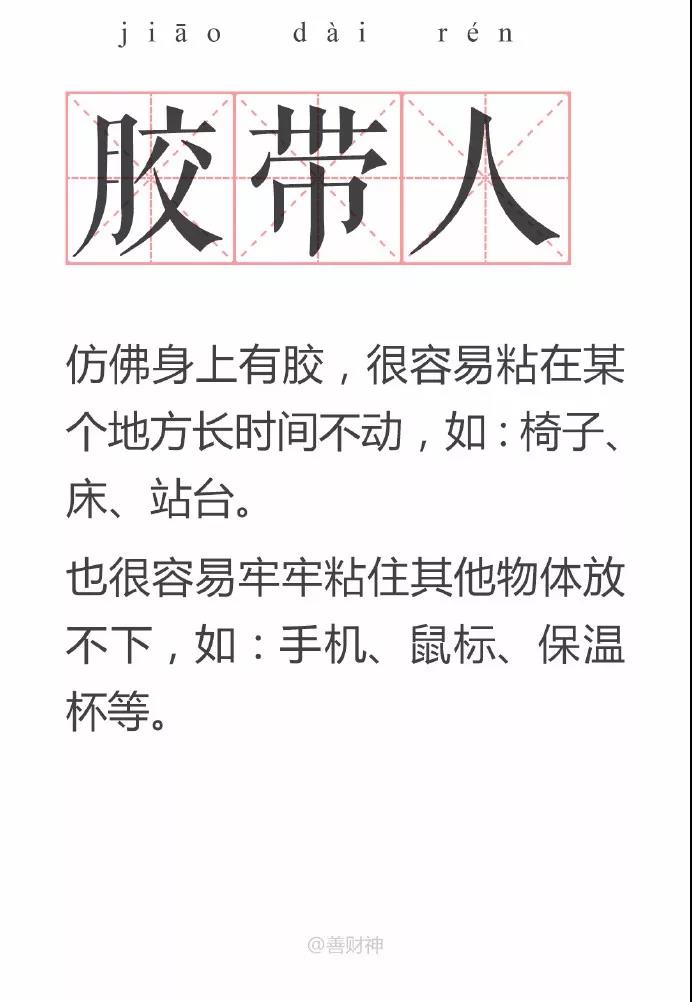 jiāo dài rén
胶带人
仿佛身上有胶，很容易粘在某
个地方长时间不动，如：椅子、
床、站台。
也很容易牢牢粘住其他物体放
不下，如：手机、鼠标、保温
杯等。
@善财神